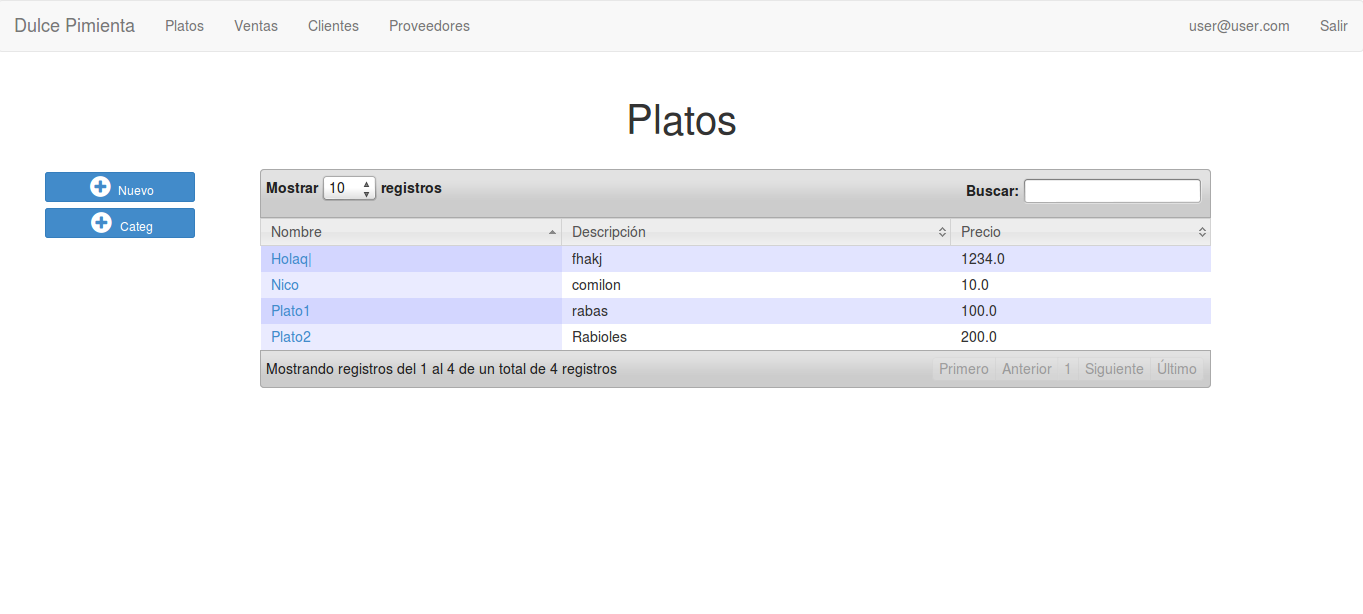 Dulce Pimienta Platos Ventas Clientes Proveedores user@user.com Salir
Platos
Nuevo
Categ
Mostrar 10 registros Buscar:
Nombre Descripción Precio
Holaq| fhakj 1234.0
Nico comilon 10.0
Plato1 rabas 100.0
Plato2 Rabioles 200.0
Mostrando registros del 1 al 4 de un total de 4 registros Primero Anterior 1 Siguiente Último